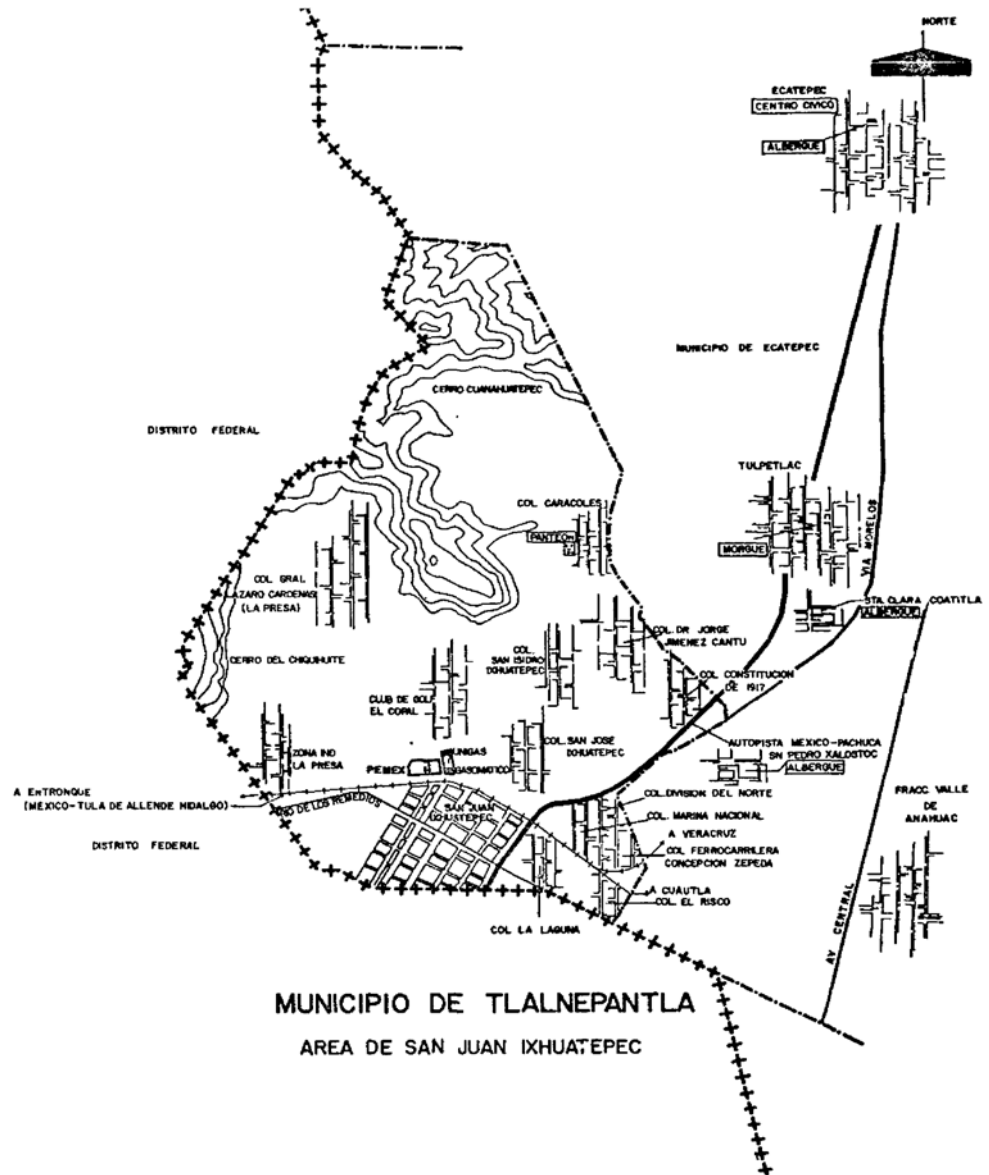 NORTE
ECATEPEC
CENTRO CIVICO
ALBERGUE
MUNICIPIO DE ECATEPEC
CERRO CUANAHUATEPEC
DISTRITO FEDERAL
TULPETLAC
COL. CARACOLES
PANTEON
MORGUE
VIA MORELOS
COL GRAL
LAZARO CARDENAS
(LA PRESA)
STA. CLARA COATITLA
ALBERGUE
COL. DR. JORGE
JIMENEZ CANTU
COL.
SAN ISIDRO
IXHUATEPEC
CERRO DEL CHIQUIHUITE
COL CONSTITUCION
DE 1917
CLUB DE GOLF
EL COPAL
COL. SAN JOSE
IXHUATEPEC
AUTOPISTA MEXICO-PACHUCA
SN PEDRO XALOSTOC
ALBERGUE
ZONA IND
LA PRESA
UNIGAS
PEMEX
GASOMATICO
A ENTRONQUE
(MEXICO-TULA DE ALLENDE HIDALGO)
DE LOS REMEDIOS
SAN JUAN
IXHUATEPEC
COL. DIVISION DEL NORTE
FRACC VALLE
DE
ANAHUAC
COL. MARINA NACIONAL
A VERACRUZ
DISTRITO FEDERAL
COL FERROCARRILERA
CONCEPCION ZEPEDA
A CUAUTLA
COL. EL RISCO
COL LA LAGUNA
AV CENTRAL
MUNICIPIO DE TLALNEPANTLA
AREA DE SAN JUAN IXHUATEPEC